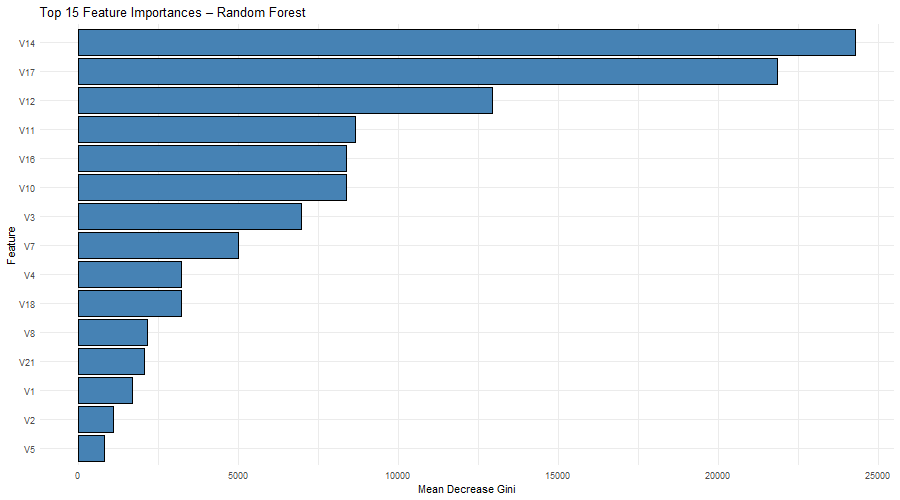 Top 15 Feature Importances – Random Forest
V14
V17
V12
V11
V16
V10
V3
V7
V4
V18
V8
V21
V1
V2
V5
Feature
0 5000 10000 15000 20000 25000
Mean Decrease Gini